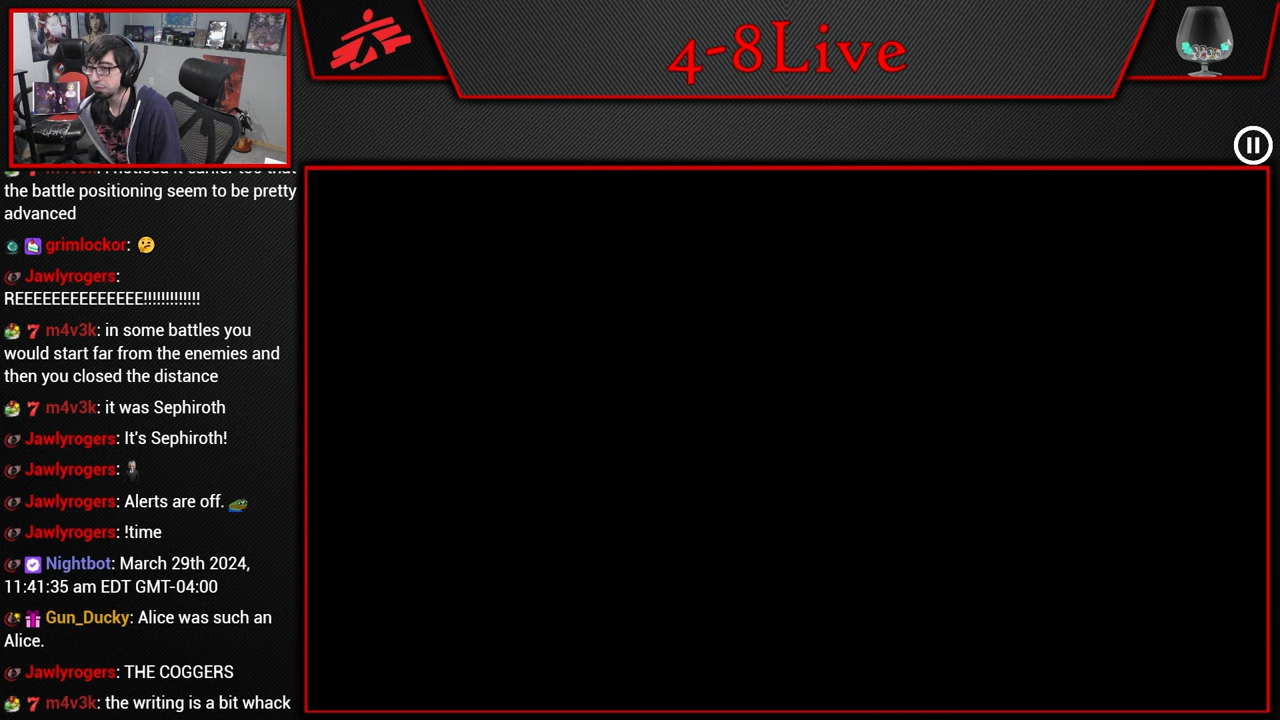 4-8Live
the battle positioning seem to be pretty
advanced
grimlockor:
Jawlyrogers:
REEEEEEEEEEEEEE!!!!!!!!!!!!!
m4v3k: in some battles you
would start far from the enemies and
then you closed the distance
m4v3k: it was Sephiroth
Jawlyrogers: It's Sephiroth!
Jawlyrogers:
Jawlyrogers: Alerts are off.
Jawlyrogers: !time
Nightbot: March 29th 2024,
11:41:35 am EDT GMT-04:00
Gun_Ducky: Alice was such an
Alice.
Jawlyrogers: THE COGGERS
m4v3k: the writing is a bit whack